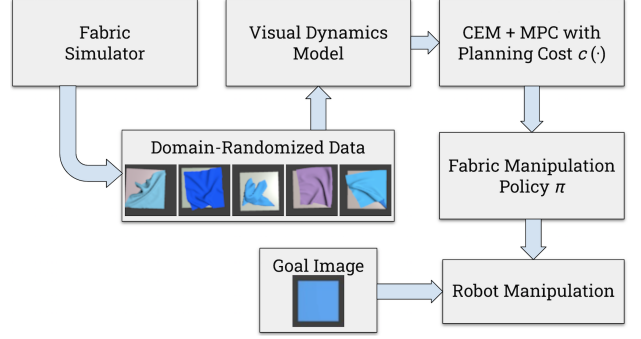 Fabric
Simulator
Visual Dynamics
Model
CEM + MPC with
Planning Cost c (·)
Domain-Randomized Data
Fabric Manipulation
Policy π
Goal Image
Robot Manipulation